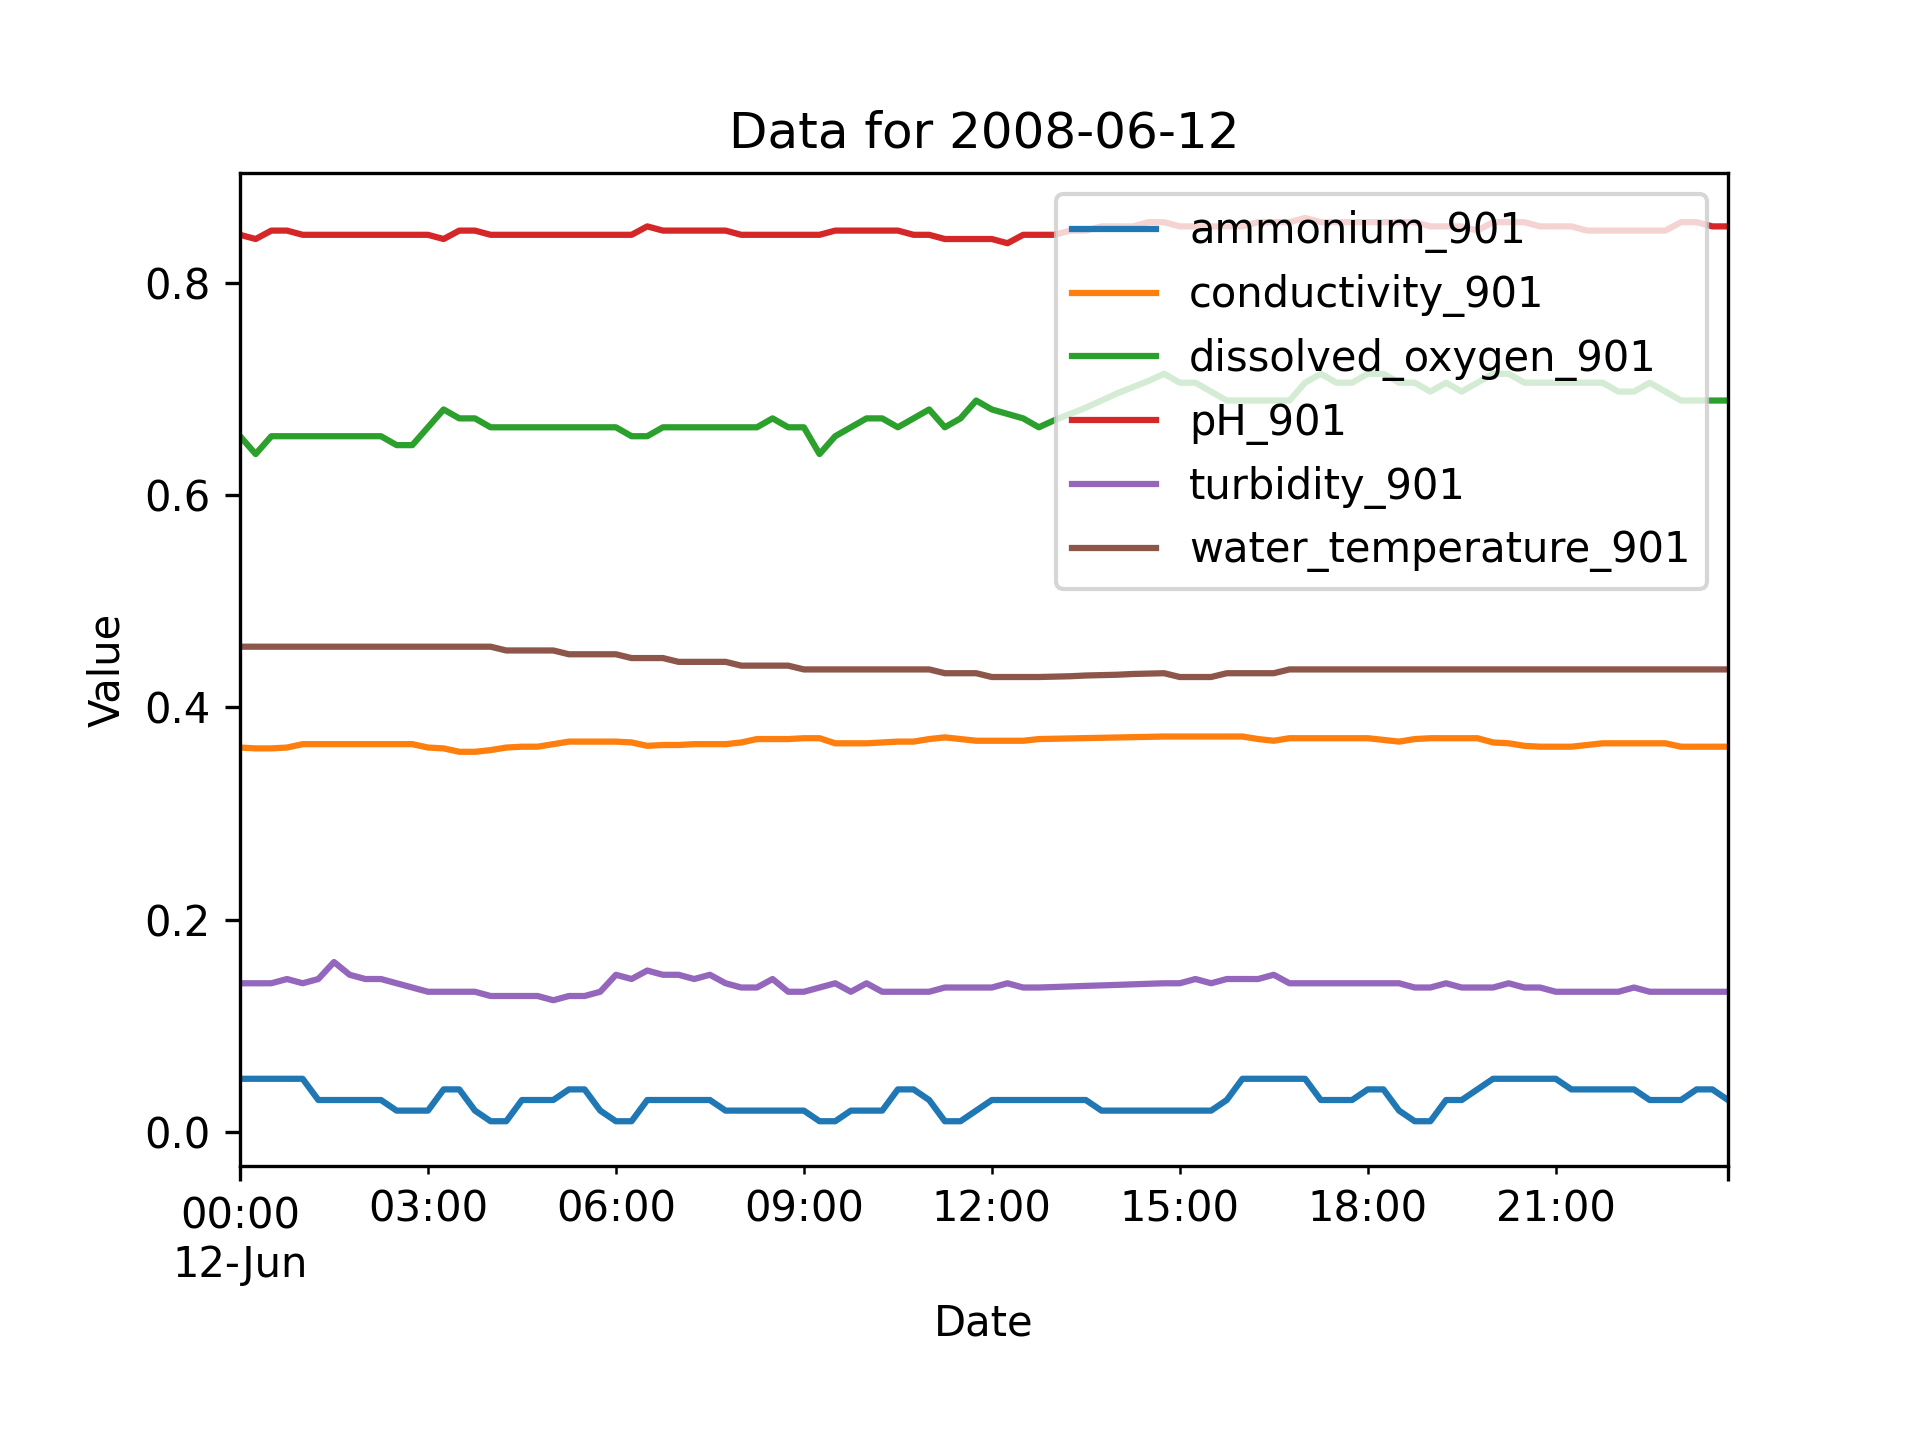 Data for 2008-06-12
ammonium_901
conductivity_901
dissolved_oxygen_901
pH_901
turbidity_901
water_temperature_901
Value
0.8
0.6
0.4
0.2
0.0
00:00 03:00 06:00 09:00 12:00 15:00 18:00 21:00
12-Jun
Date